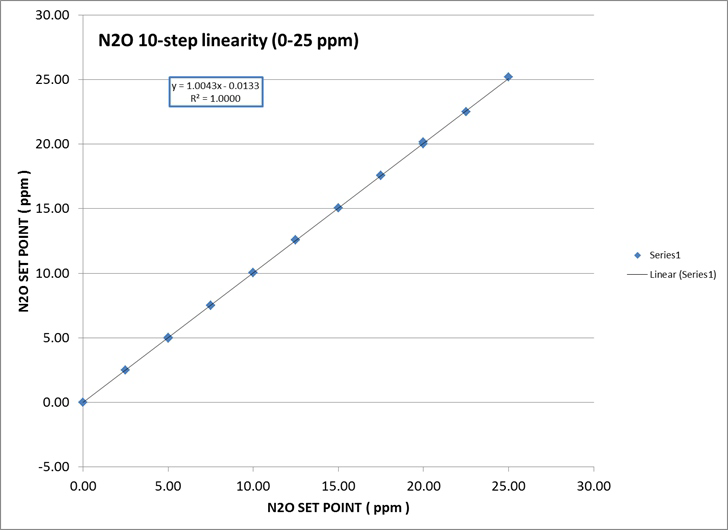 N2O 10-step linearity (0-25 ppm)
y = 1.0043x - 0.0133
R² = 1.0000
30.00
25.00
20.00
15.00
10.00
5.00
0.00
-5.00
N2O SET POINT ( ppm )
0.00 5.00 10.00 15.00 20.00 25.00 30.00
N2O SET POINT ( ppm )
Series1
Linear (Series1)